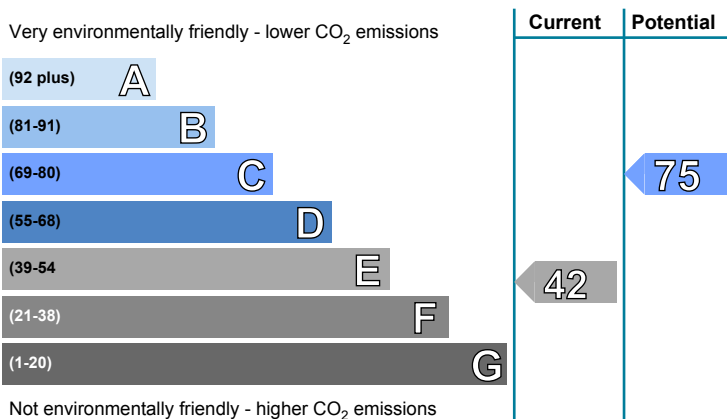 Current Potential
Very environmentally friendly - lower CO₂ emissions
(92 plus) A
(81-91) B
(69-80) C 75
(55-68) D
(39-54 E 42
(21-38) F
(1-20) G
Not environmentally friendly - higher CO₂ emissions